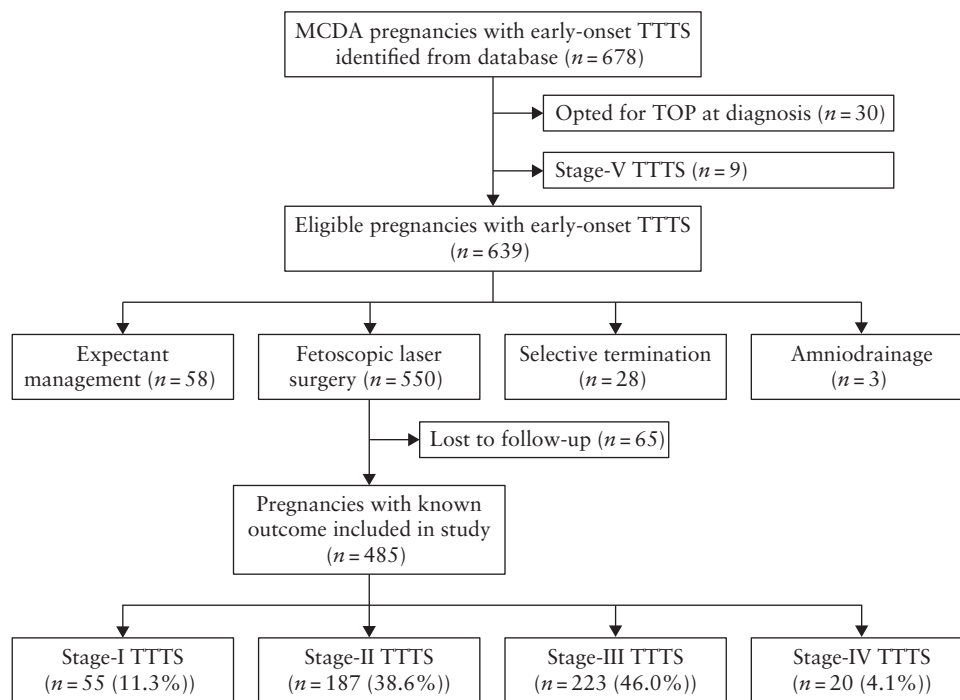 MCDA pregnancies with early-onset TTTS
identified from database (n = 678)
Opted for TOP at diagnosis (n = 30)
Stage-V TTTS (n = 9)
Eligible pregnancies with early-onset TTTS
(n = 639)
Expectant
management (n = 58)
Fetoscopic laser
surgery (n = 550)
Selective termination
(n = 28)
Amniodrainage
(n = 3)
Lost to follow-up (n = 65)
Pregnancies with known
outcome included in study
(n = 485)
Stage-I TTTS
(n = 55 (11.3%))
Stage-II TTTS
(n = 187 (38.6%))
Stage-III TTTS
(n = 223 (46.0%))
Stage-IV TTTS
(n = 20 (4.1%))